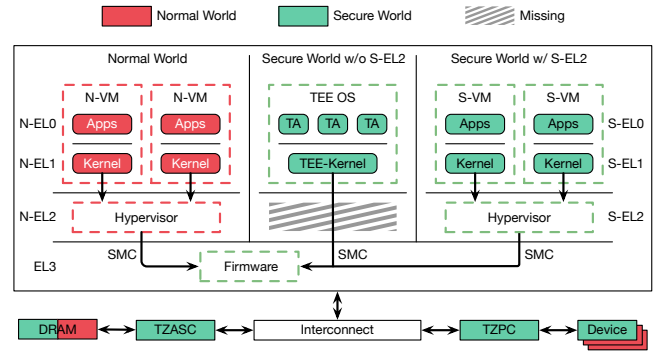 Normal World
Secure World
Missing
Normal World
Secure World w/o S-EL2
Secure World w/ S-EL2
N-VM
N-VM
TEE OS
S-VM
S-VM
N-EL0
Apps
Apps
TA
TA
TA
Apps
Apps
S-EL0
N-EL1
Kernel
Kernel
TEE-Kernel
Kernel
Kernel
S-EL1
N-EL2
Hypervisor
Hypervisor
S-EL2
SMC
SMC
SMC
EL3
Firmware
DRAM
TZASC
Interconnect
TZPC
Device